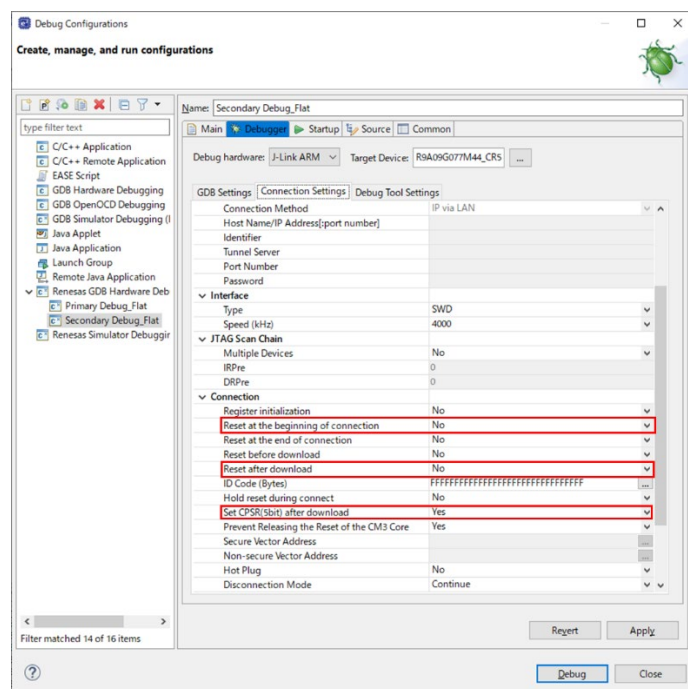 Debug Configurations
Create, manage, and run configurations
type filter text
C/C++ Application
C/C++ Remote Application
EASE Script
GDB Hardware Debugging
GDB OpenOCD Debugging
GDB Simulator Debugging (I
Java Applet
Java Application
Launch Group
Remote Java Application
Renesas GDB Hardware Deb
Primary Debug_Flat
Secondary Debug_Flat
Renesas Simulator Debuggir
Filter matched 14 of 16 items
Name: Secondary Debug_Flat
Main Debugger Startup Source Common
Debug hardware: J-Link ARM Target Device: R9A09G077M44_CR5 ...
GDB Settings Connection Settings Debug Tool Settings
Connection Method IP via LAN
Host Name/IP Address[:port number]
Identifier
Tunnel Server
Port Number
Password
Interface
Type SWD
Speed (kHz) 4000
JTAG Scan Chain
Multiple Devices No
IRPre 0
DRPre 0
Connection
Register initialization No
Reset at the beginning of connection No
Reset at the end of connection No
Reset before download No
Reset after download No
ID Code (Bytes) FFFFFFFFFFFFFFFFFFFFFFFFFFFFFFFF ...
Hold reset during connect No
Set CPSR(5bit) after download Yes
Prevent Releasing the Reset of the CM3 Core Yes
Secure Vector Address ...
Non-secure Vector Address ...
Hot Plug No
Disconnection Mode Continue
Revert Apply
? Debug Close